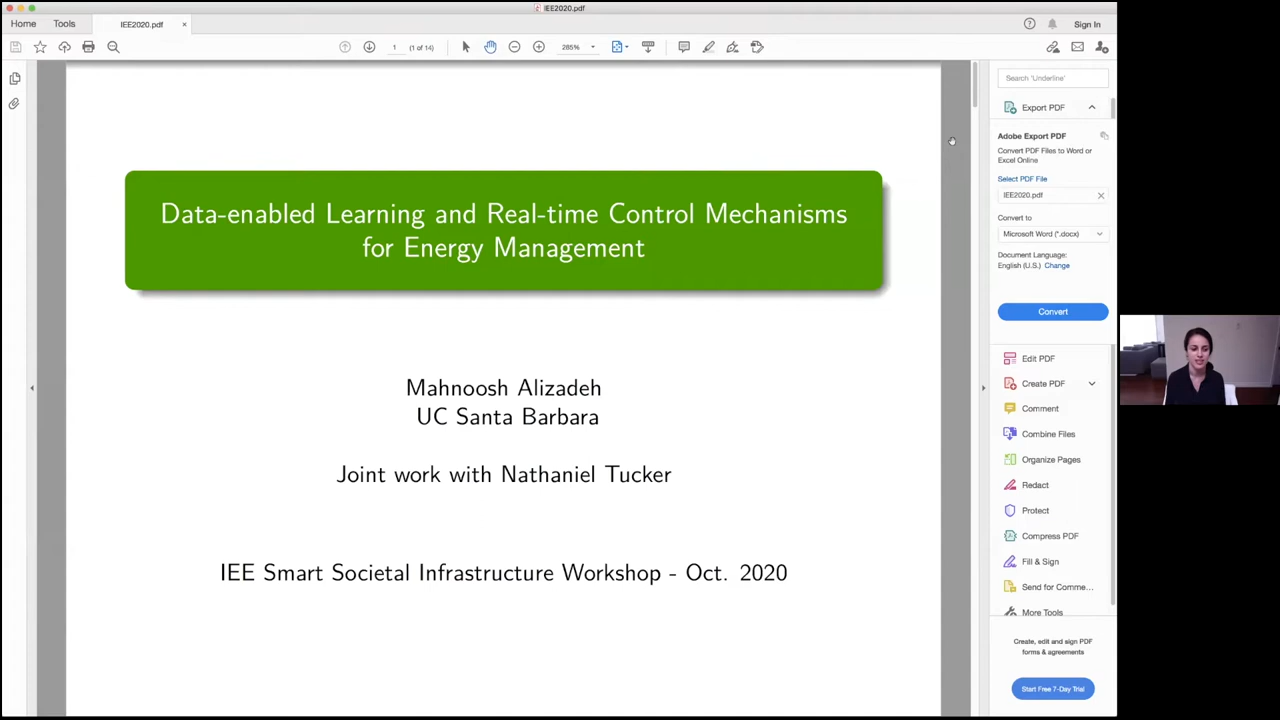 IEE2020.pdf
Home
Tools
IEE2020.pdf
×
Sign In
1
(1 of 14)
285%
Search 'Underline'
Export PDF
Adobe Export PDF
Convert PDF Files to Word or
Excel Online
Select PDF File
IEE2020.pdf
Convert to
Microsoft Word (*.docx)
Document Language:
English (U.S.) Change
Convert
Edit PDF
Create PDF
Comment
Combine Files
Organize Pages
Redact
Protect
Compress PDF
Fill & Sign
Send for Comme...
More Tools
Create, edit and sign PDF
forms & agreements
Start Free 7-Day Trial
Data-enabled Learning and Real-time Control Mechanisms
for Energy Management
Mahnoosh Alizadeh
UC Santa Barbara
Joint work with Nathaniel Tucker
IEE Smart Societal Infrastructure Workshop - Oct. 2020